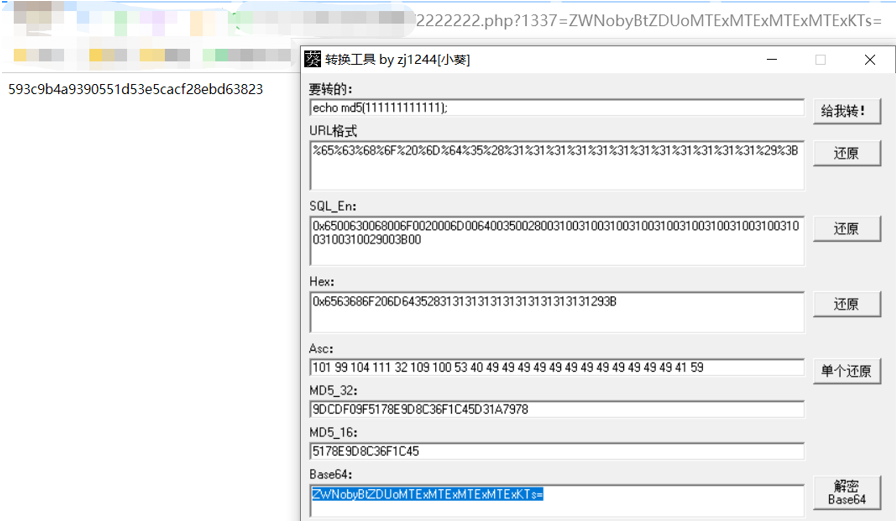 2222222.php?1337=ZWNobyBtZDUoMTExMTExMTExMTExKTs=
593c9b4a9390551d53e5cacf28ebd63823
转换工具 by zj1244[小葵]
要转的:
echo md5(111111111111);
给我转!
URL格式
%65%63%68%6F%20%6D%64%35%28%31%31%31%31%31%31%31%31%31%31%31%31%29%3B
还原
SQL_En:
0x6500630068006F0020006D00640035002800310031003100310031003100310031003100310
03100310029003B00
还原
Hex:
0x6563686F206D643528313131313131313131313131293B
还原
Asc:
101 99 104 111 32 109 100 53 40 49 49 49 49 49 49 49 49 49 49 49 49 41 59
单个还原
MD5_32:
9DCDF09F5178E9D8C36F1C45D31A7978
MD5_16:
5178E9D8C36F1C45
Base64:
ZWNobyBtZDUoMTExMTExMTExMTExKTs=
解密
Base64